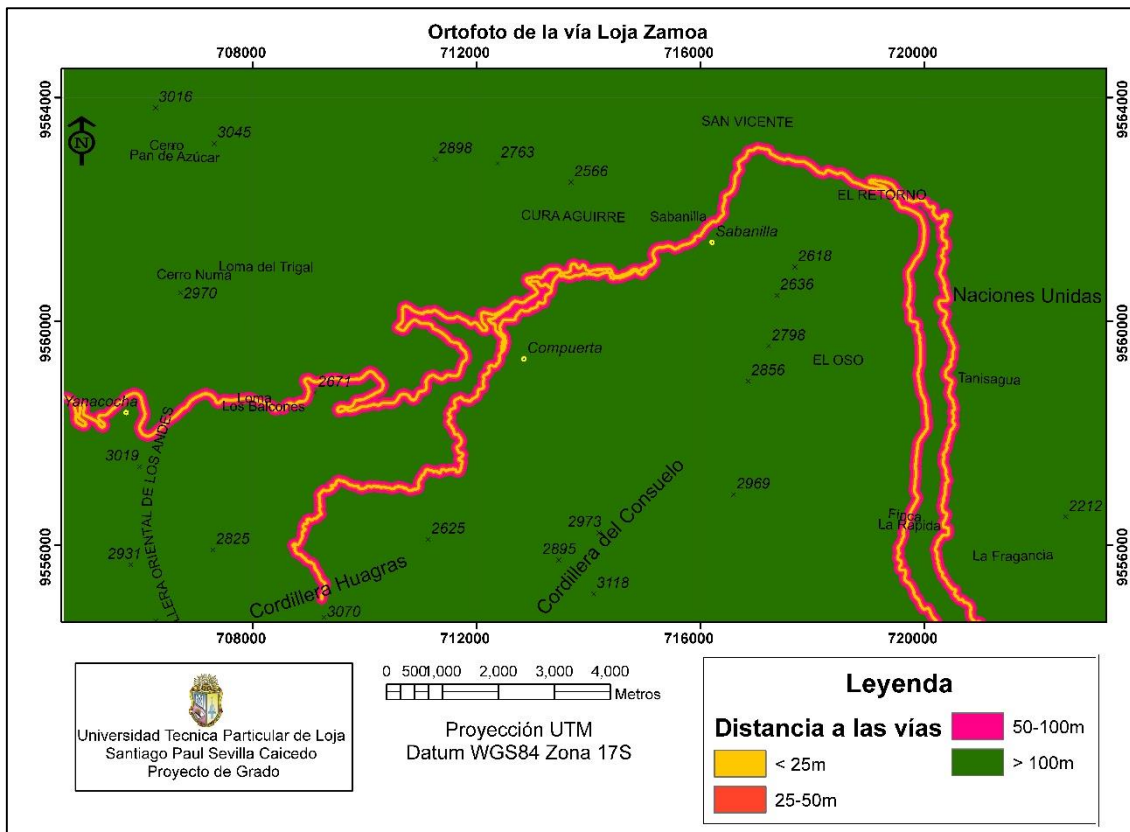 Ortofoto de la vía Loja Zamoa
708000 712000 716000 720000
9564000 9564000
3016
3045
Cerro
Pan de Azúcar
2898
2763
2566
SAN VICENTE
CURA AGUIRRE
Sabanilla
Sabanilla
EL RETORNO
Loma del Trigal
Cerro Numa
2970
2618
2636
Naciones Unidas
9560000 9560000
2798
EL OSO
2856
Compuerta
Tanisagua
2671
Loma
Los Balcones
Yanacocha
3019
LLERA ORIENTAL DE LOS ANDES
2969
2212
Finca
La Rapida
2973
2625
2825
2931
2895
Cordillera del Consuelo
La Fragancia
9556000 9556000
Cordillera Huagras
3118
3070
708000 712000 716000 720000
Universidad Tecnica Particular de Loja
Santiago Paul Sevilla Caicedo
Proyecto de Grado
0 500 1,000 2,000 3,000 4,000
Metros
Proyección UTM
Datum WGS84 Zona 17S
Leyenda
Distancia a las vías
< 25m
25-50m
50-100m
> 100m
N